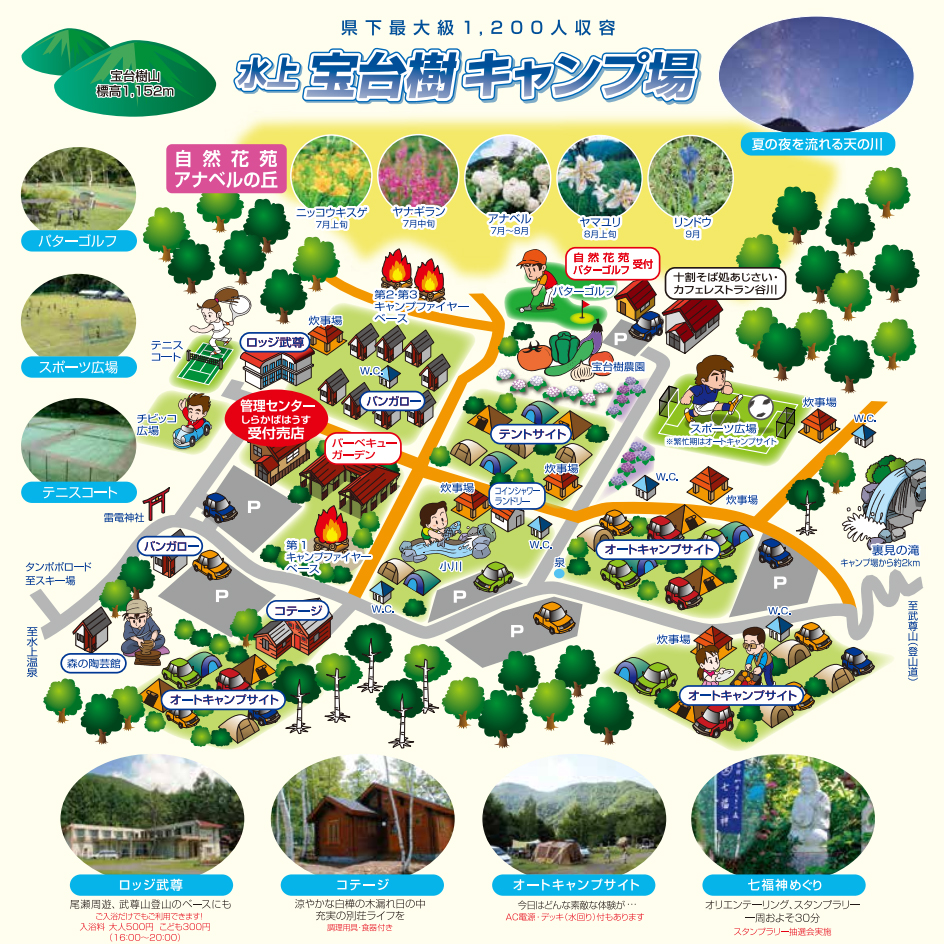 県下最大級1,200人収容
水上 宝台樹 キャンプ場
宝台樹山
標高1,152m
夏の夜を流れる天の川
自然花苑
アナベルの丘
ニッコウキスゲ
7月上旬
ヤナギラン
7月中旬
アナベル
7月〜8月
ヤマユリ
8月上旬
リンドウ
9月
パターゴルフ
スポーツ広場
テニスコート
第2・第3
キャンプファイヤー
ベース
自然花苑
パターゴルフ 受付
パターゴルフ
十割そば処あじさい・
カフェレストラン谷川
テニス
コート
ロッジ武尊
炊事場
W.C.
バンガロー
P
宝台樹農園
チビッコ
広場
管理センター
しらかばはうす
受付売店
バーベキュー
ガーデン
テントサイト
スポーツ広場
※繁忙期はオートキャンプサイト
炊事場
W.C.
炊事場
コインシャワー
ランドリー
炊事場
W.C.
炊事場
雷電神社
P
P
バンガロー
第1
キャンプファイヤー
ベース
小川
W.C.
泉
オートキャンプサイト
裏見の滝
キャンプ場から約2km
タンポポロード
至スキー場
P
P
P
P
W.C.
W.C.
コテージ
至水上温泉
森の陶芸館
オートキャンプサイト
炊事場
オートキャンプサイト
至武尊山(登山道)
七福神
ロッジ武尊
尾瀬周遊、武尊山登山のベースにも
ご入浴だけでもご利用できます!
入浴料 大人500円 こども300円
(16:00〜20:00)
コテージ
涼やかな白樺の木漏れ日の中
充実の別荘ライフを
調理用具・食器付き
オートキャンプサイト
今日はどんな素敵な体験が…
AC電源・デッキ(水回り)付もあります
七福神めぐり
オリエンテーリング、スタンプラリー
一周およそ30分
スタンプラリー抽選会実施